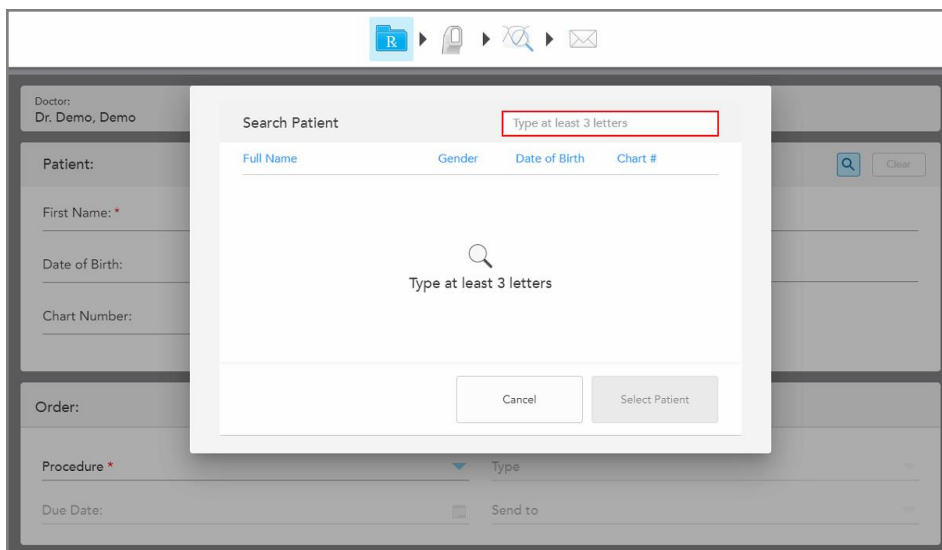 R
Doctor:
Dr. Demo, Demo
Search Patient
Type at least 3 letters
Full Name Gender Date of Birth Chart #
Patient:
Clear
First Name: *
Date of Birth:
Type at least 3 letters
Chart Number:
Cancel Select Patient
Order:
Procedure * Type
Due Date: Send to